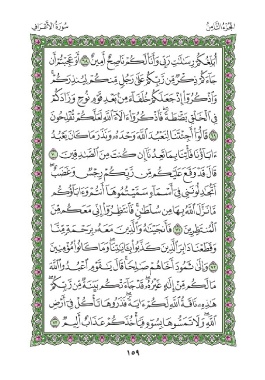 الجزء الثامن
سورة الأعراف
أُبَلِّغُكُمْ رِسَٰلَٰتِ رَبِّى وَأَنَا۠ لَكُمْ نَاصِحٌ أَمِينٌ ٦٨ أَوَعَجِبْتُمْ أَن
جَآءَكُمْ ذِكْرٌ مِّن رَّبِّكُمْ عَلَىٰ رَجُلٍ مِّنكُمْ لِيُنذِرَكُمْ
وَٱذْكُرُوٓا۟ إِذْ جَعَلَكُمْ خُلَفَآءَ مِنۢ بَعْدِ قَوْمِ نُوحٍ وَزَادَكُمْ
فِى ٱلْخَلْقِ بَصْۜطَةً فَٱذْكُرُوٓا۟ ءَالَآءَ ٱللَّهِ لَعَلَّكُمْ تُفْلِحُونَ
٦٩ قَالُوٓا۟ أَجِئْتَنَا لِنَعْبُدَ ٱللَّهَ وَحْدَهُۥ وَنَذَرَ مَا كَانَ يَعْبُدُ
ءَابَآؤُنَا فَأْتِنَا بِمَا تَعِدُنَآ إِن كُنتَ مِنَ ٱلصَّٰدِقِينَ ٧٠
قَالَ قَدْ وَقَعَ عَلَيْكُم مِّن رَّبِّكُمْ رِجْسٌ وَغَضَبٌ
أَتُجَٰدِلُونَنِى فِىٓ أَسْمَآءٍ سَمَّيْتُمُوهَآ أَنتُمْ وَءَابَآؤُكُم
مَّا نَزَّلَ ٱللَّهُ بِهَا مِن سُلْطَٰنٍ فَٱنتَظِرُوٓا۟ إِنِّى مَعَكُم مِّنَ
ٱلْمُنتَظِرِينَ ٧١ فَأَنجَيْنَٰهُ وَٱلَّذِينَ مَعَهُۥ بِرَحْمَةٍ مِّنَّا
وَقَطَعْنَا دَابِرَ ٱلَّذِينَ كَذَّبُوا۟ بِـَٔايَٰتِنَا وَمَا كَانُوا۟ مُؤْمِنِينَ
٧٢ وَإِلَىٰ ثَمُودَ أَخَاهُمْ صَٰلِحًا قَالَ يَٰقَوْمِ ٱعْبُدُوا۟ ٱللَّهَ
مَا لَكُم مِّنْ إِلَٰهٍ غَيْرُهُۥ قَدْ جَآءَتْكُم بَيِّنَةٌ مِّن رَّبِّكُمْ
هَٰذِهِۦ نَاقَةُ ٱللَّهِ لَكُمْ ءَايَةً فَذَرُوهَا تَأْكُلْ فِىٓ أَرْضِ
ٱللَّهِ وَلَا تَمَسُّوهَا بِسُوٓءٍ فَيَأْخُذَكُمْ عَذَابٌ أَلِيمٌ ٧٣
١٥٩